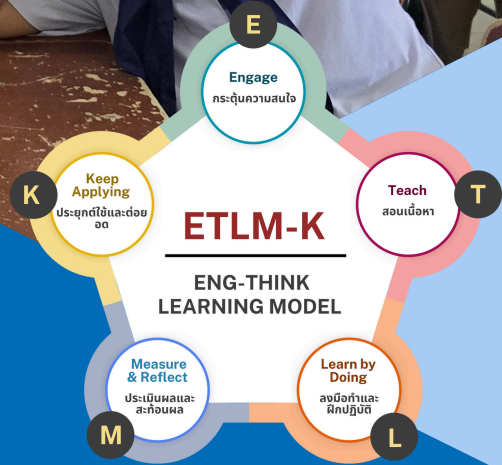 E
Engage
กระตุ้นความสนใจ
T
Teach
สอนเนื้อหา
L
Learn by
Doing
ลงมือทำและ
ฝึกปฏิบัติ
M
Measure
& Reflect
ประเมินผลและ
สะท้อนผล
K
Keep
Applying
ประยุกต์ใช้และต่อย
อด
ETLM-K
ENG-THINK
LEARNING MODEL